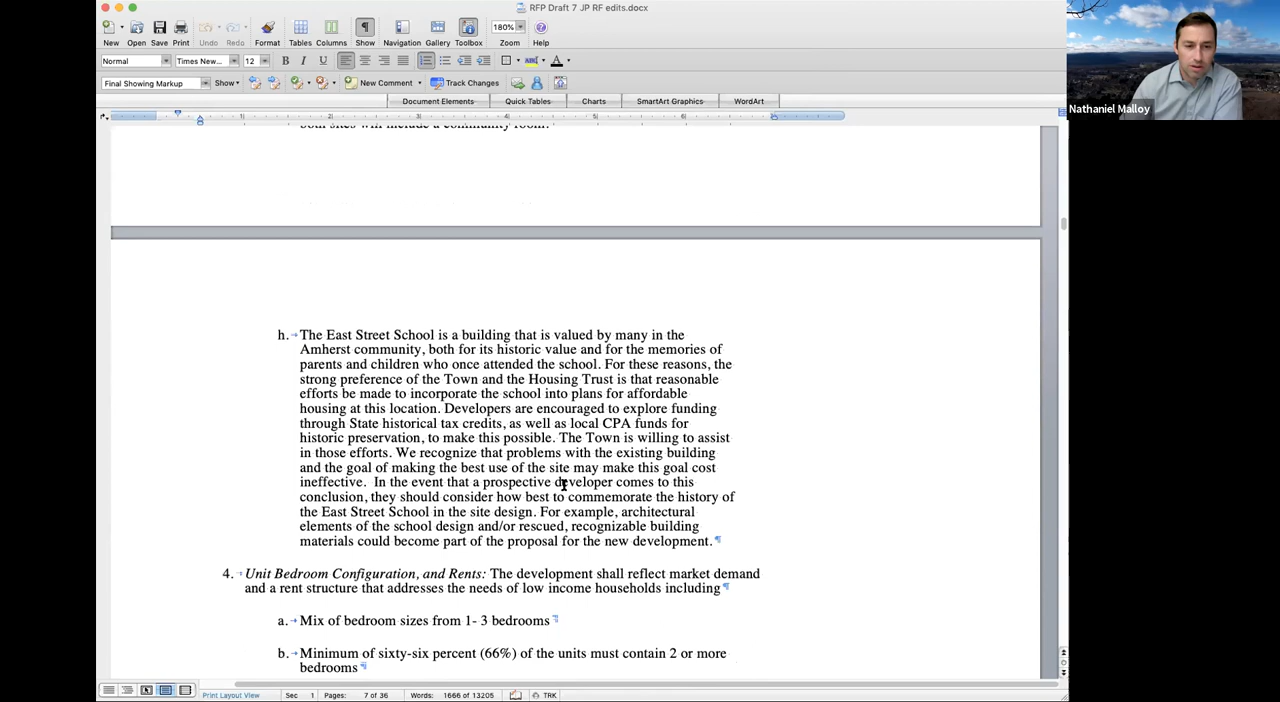 RFP Draft 7 JP RF edits.docx
180%
New Open Save Print Undo Redo Format Tables Columns Show Navigation Gallery Toolbox Zoom Help
Normal Times New... 12
Final Showing Markup Show New Comment Track Changes
Document Elements Quick Tables Charts SmartArt Graphics WordArt
Nathaniel Malloy
both sites will include a community room.
h. The East Street School is a building that is valued by many in the
Amherst community, both for its historic value and for the memories of
parents and children who once attended the school. For these reasons, the
strong preference of the Town and the Housing Trust is that reasonable
efforts be made to incorporate the school into plans for affordable
housing at this location. Developers are encouraged to explore funding
through State historical tax credits, as well as local CPA funds for
historic preservation, to make this possible. The Town is willing to assist
in those efforts. We recognize that problems with the existing building
and the goal of making the best use of the site may make this goal cost
ineffective.  In the event that a prospective developer comes to this
conclusion, they should consider how best to commemorate the history of
the East Street School in the site design. For example, architectural
elements of the school design and/or rescued, recognizable building
materials could become part of the proposal for the new development.
4. Unit Bedroom Configuration, and Rents: The development shall reflect market demand
and a rent structure that addresses the needs of low income households including
a. Mix of bedroom sizes from 1- 3 bedrooms
b. Minimum of sixty-six percent (66%) of the units must contain 2 or more
bedrooms
Print Layout View Sec 1 Pages: 7 of 36 Words: 1666 of 13205 TRK